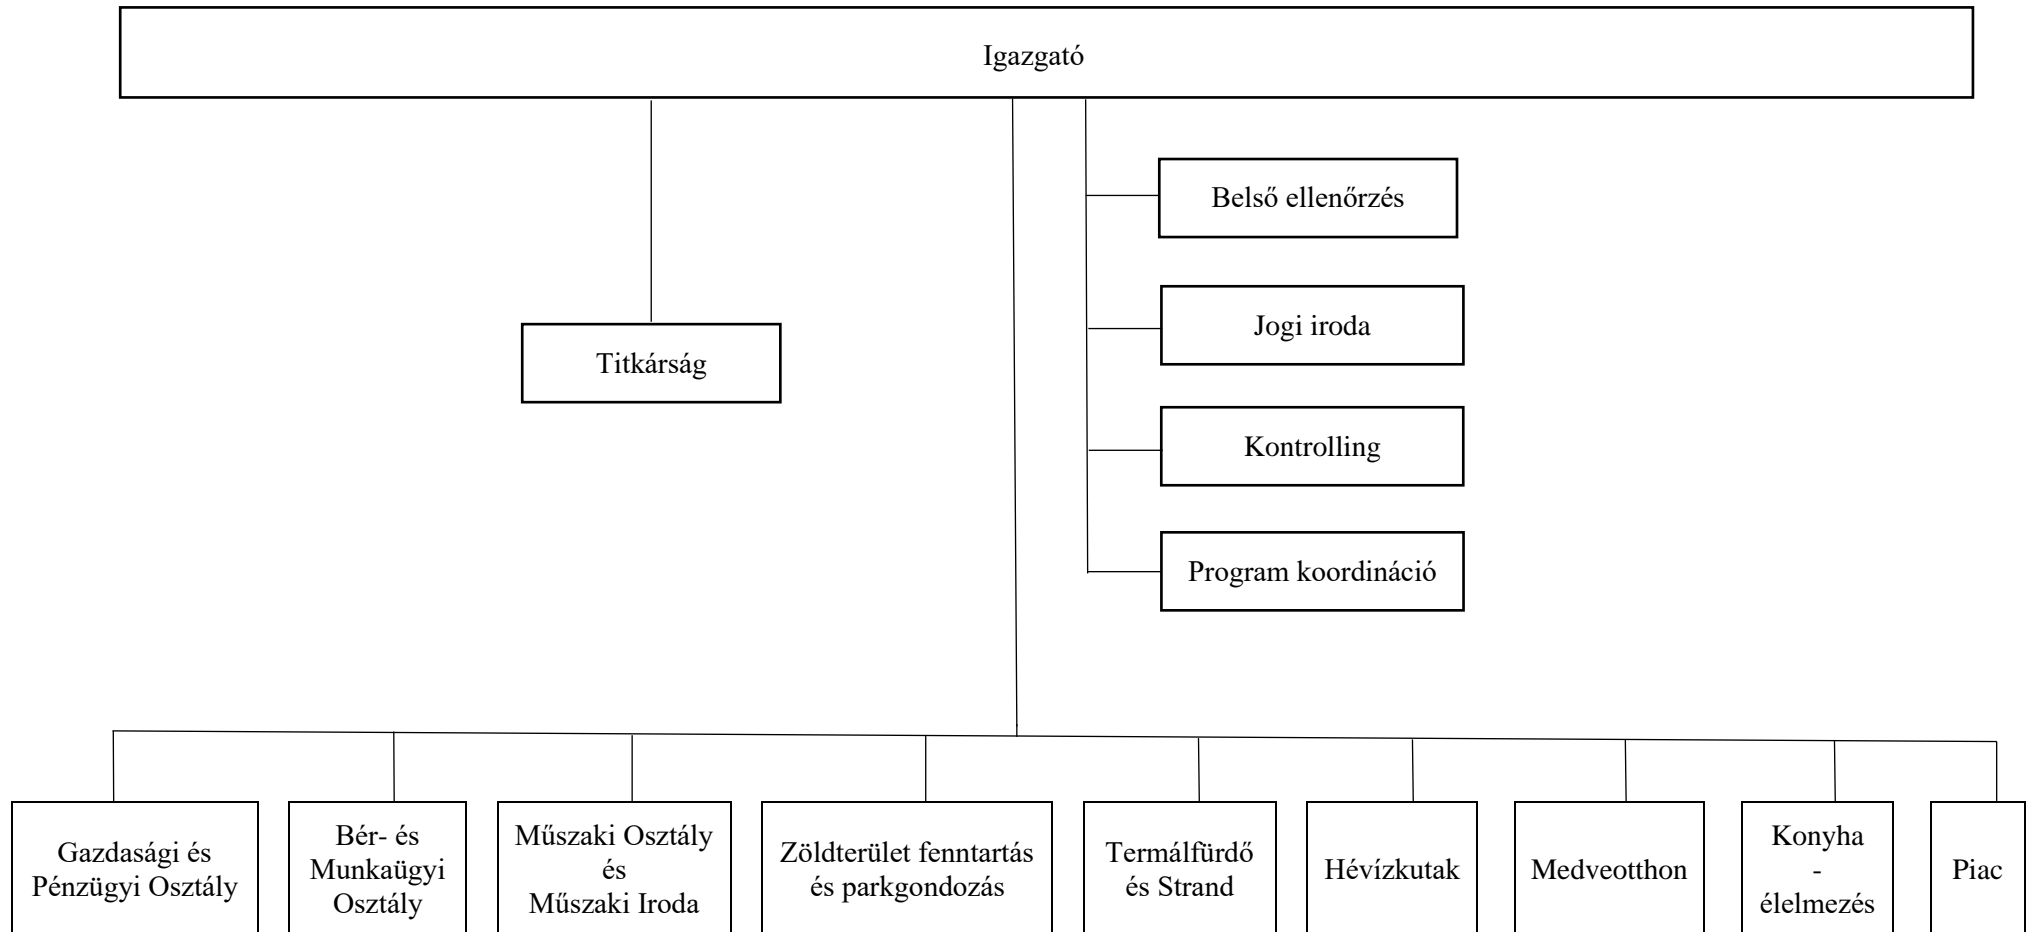 Igazgató
Belső ellenőrzés
Jogi iroda
Titkárság
Kontrolling
Program koordináció
Gazdasági és
Pénzügyi Osztály
Bér- és
Munkaügyi
Osztály
Műszaki Osztály
és
Műszaki Iroda
Zöldterület fenntartás
és parkgondozás
Termálfürdő
és Strand
Hévízkutak
Medveotthon
Konyha
-
élelmezés
Piac